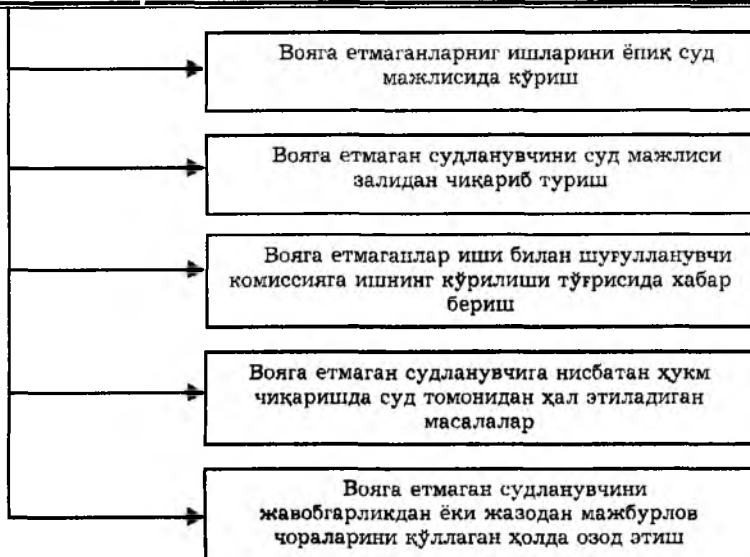 Вояга етмаганларниг ишларини ёпиқ суд
мажлисида кўриш
Вояга етмаган судланувчини суд мажлиси
залидан чиқариб туриш
Вояга етмаганлар иши билан шуғулланувчи
комиссияга ишнинг кўрилиши тўғрисида хабар
бериш
Вояга етмаган судланувчига нисбатан ҳукм
чиқаришда суд томонидан ҳал этиладиган
масалалар
Вояга етмаган судланувчини
жавобгарликдан ёки жазодан мажбурлов
чораларини қўллаган ҳолда озод этиш